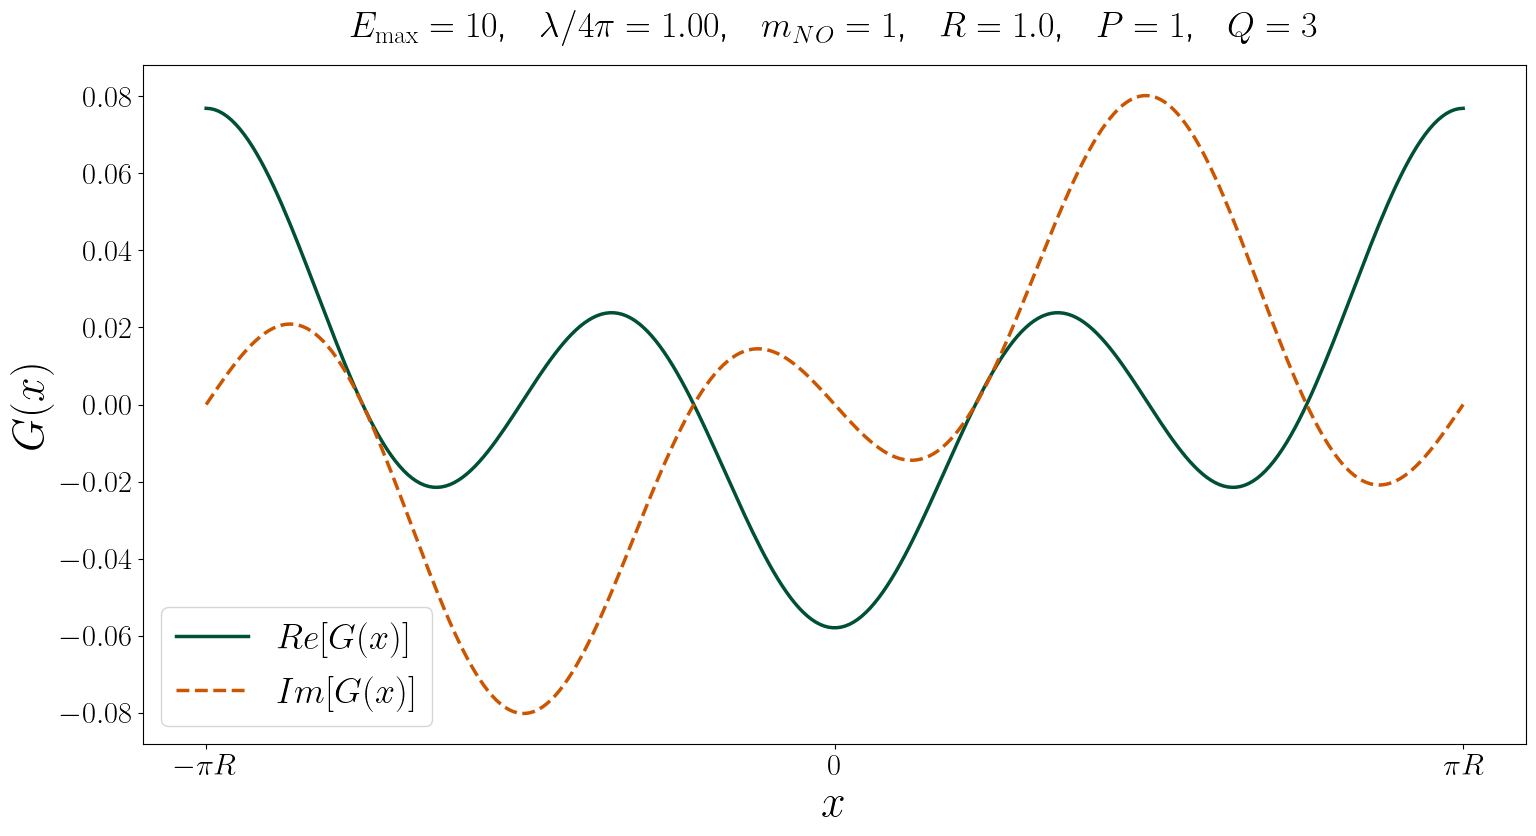 E_max = 10,   λ/4π = 1.00,   m_NO = 1,   R = 1.0,   P = 1,   Q = 3
G(x)
0.08
0.06
0.04
0.02
0.00
−0.02
−0.04
−0.06
−0.08
Re[G(x)]
Im[G(x)]
−πR 0 πR
x